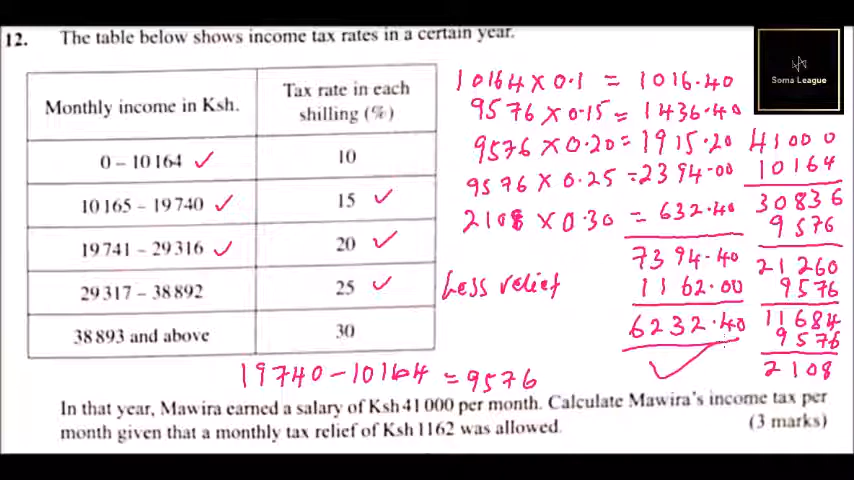 12. The table below shows income tax rates in a certain year.
Monthly income in Ksh. Tax rate in each shilling (%)
0 – 10 164 ✓ 10
10 165 – 19 740 ✓ 15 ✓
19 741 – 29 316 ✓ 20 ✓
29 317 – 38 892 25 ✓
38 893 and above 30
10164 × 0.1 = 1016.40
9576 × 0.15 = 1436.40
9576 × 0.20 = 1915.20
9576 × 0.25 = 2394.00
2108 × 0.30 = 632.40
7394.40
Less relief 1162.00
6232.40
✓
Soma League
41000
10164
30836
9576
21260
9576
11684
9576
2108
19740 – 10164 = 9576
In that year, Mawira earned a salary of Ksh 41 000 per month. Calculate Mawira's income tax per
month given that a monthly tax relief of Ksh 1162 was allowed. (3 marks)